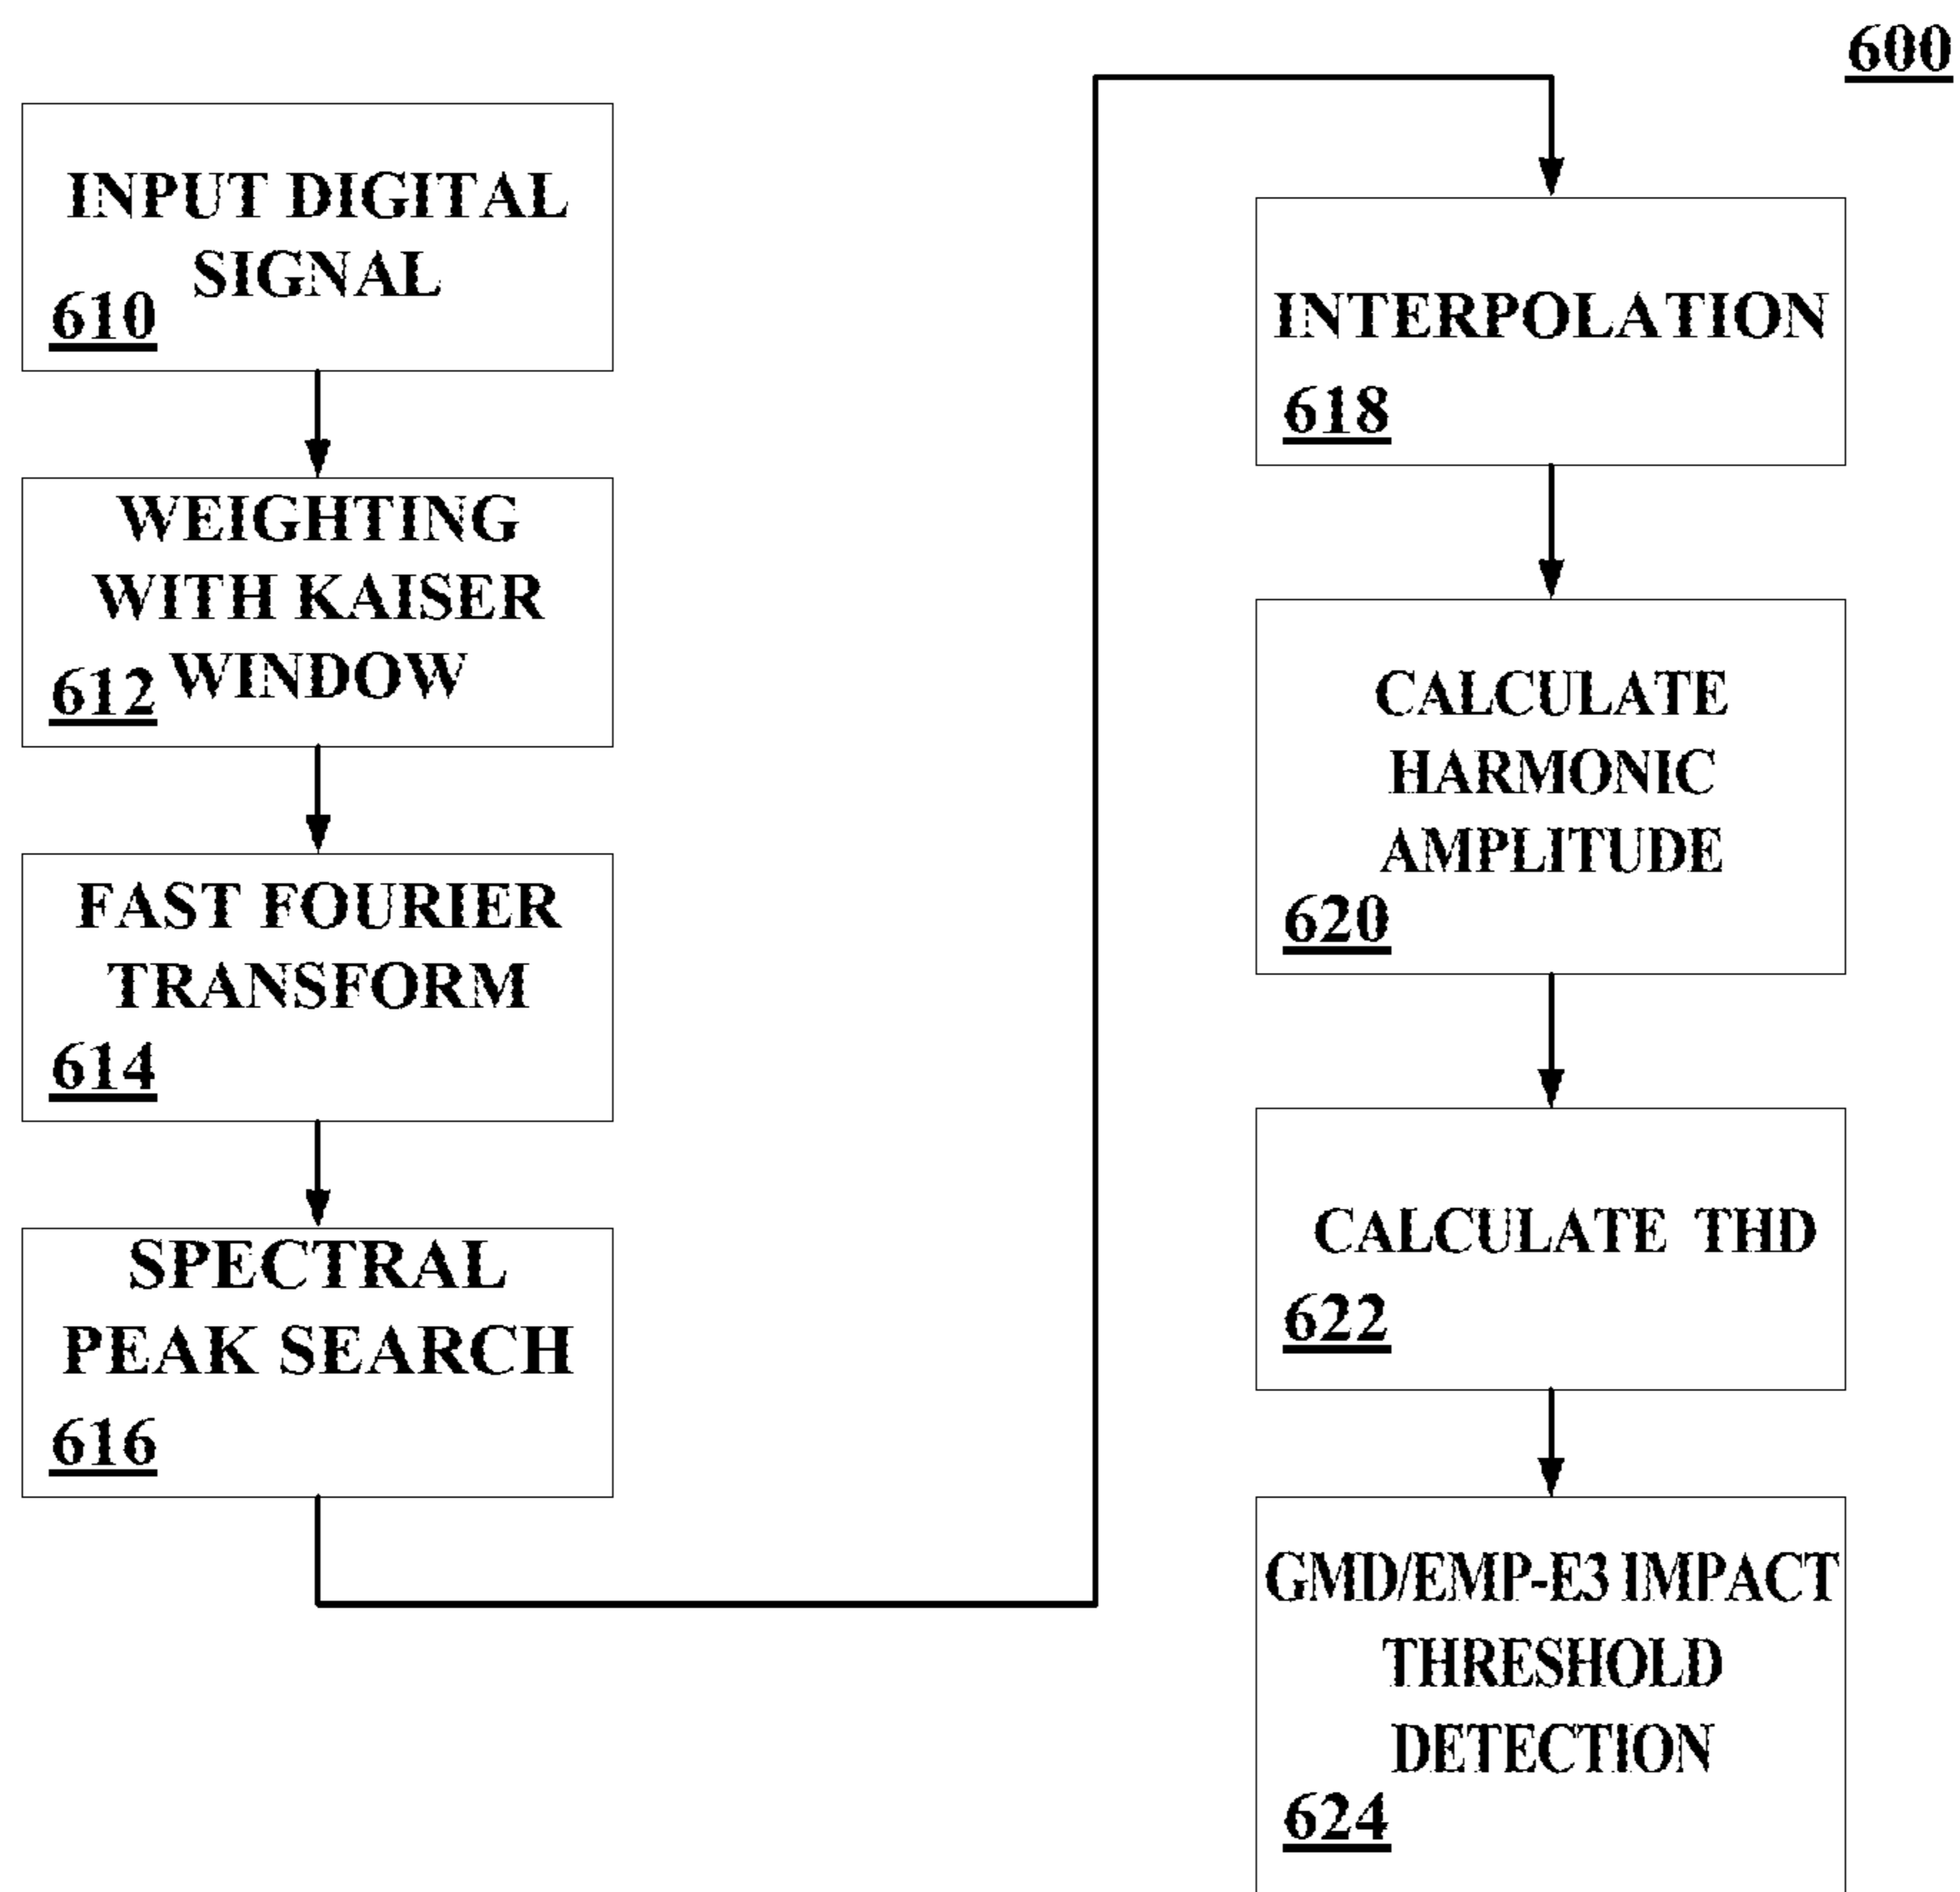 600
INPUT DIGITAL
SIGNAL
610
WEIGHTING
WITH KAISER
WINDOW
612
FAST FOURIER
TRANSFORM
614
SPECTRAL
PEAK SEARCH
616
INTERPOLATION
618
CALCULATE
HARMONIC
AMPLITUDE
620
CALCULATE THD
622
GMD/EMP-E3 IMPACT
THRESHOLD
DETECTION
624